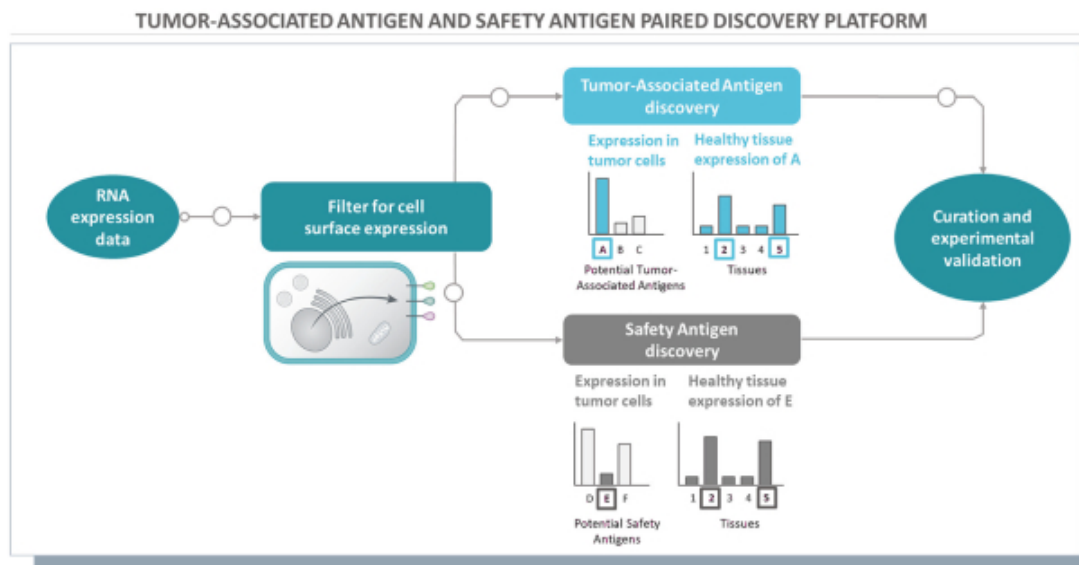 TUMOR-ASSOCIATED ANTIGEN AND SAFETY ANTIGEN PAIRED DISCOVERY PLATFORM
RNA
expression
data
Filter for cell
surface expression
Tumor-Associated Antigen
discovery
Expression in
tumor cells
A B C
Potential Tumor-
Associated Antigens
Healthy tissue
expression of A
1 2 3 4 5
Tissues
Safety Antigen
discovery
Expression in
tumor cells
D E F
Potential Safety
Antigens
Healthy tissue
expression of E
1 2 3 4 5
Tissues
Curation and
experimental
validation